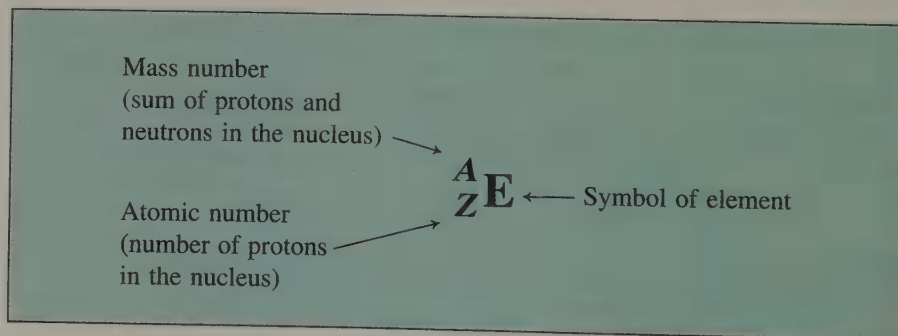 Mass number
(sum of protons and
neutrons in the nucleus)
A
Z E
Symbol of element
Atomic number
(number of protons
in the nucleus)